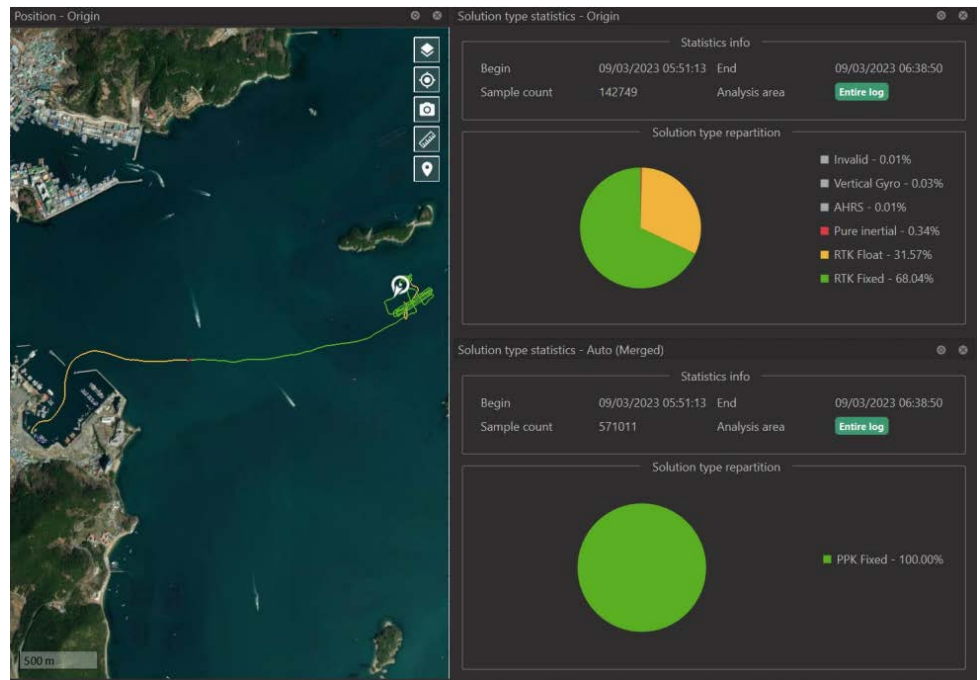 Position - Origin
500 m
Solution type statistics - Origin
Statistics info
Begin 09/03/2023 05:51:13 End 09/03/2023 06:38:50
Sample count 142749 Analysis area Entire log
Solution type repartition
Invalid - 0.01%
Vertical Gyro - 0.03%
AHRS - 0.01%
Pure inertial - 0.34%
RTK Float - 31.57%
RTK Fixed - 68.04%
Solution type statistics - Auto (Merged)
Statistics info
Begin 09/03/2023 05:51:13 End 09/03/2023 06:38:50
Sample count 571011 Analysis area Entire log
Solution type repartition
PPK Fixed - 100.00%